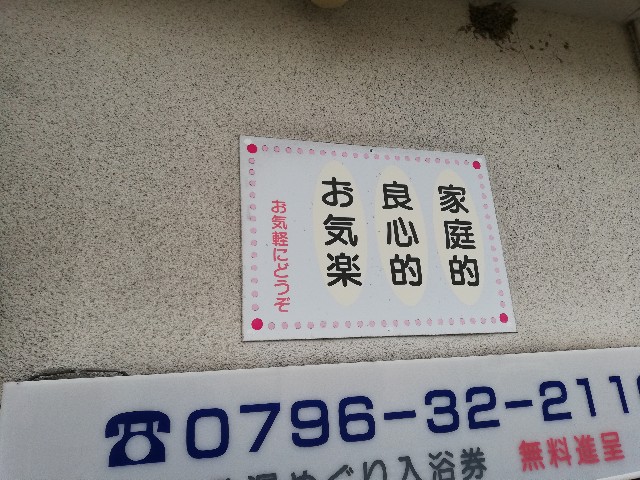 家庭的
良心的
お気楽
お気軽にどうぞ
☎0796-32-211
めぐり入浴券 無料進呈